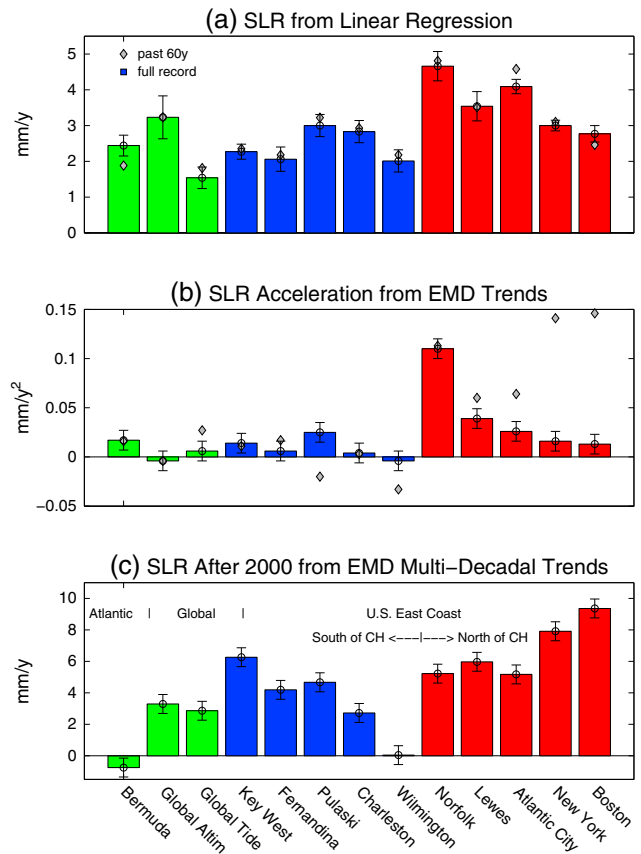 (a) SLR from Linear Regression
past 60y
full record
mm/y
5
4
3
2
1
0
(b) SLR Acceleration from EMD Trends
mm/y²
0.15
0.1
0.05
0
−0.05
(c) SLR After 2000 from EMD Multi−Decadal Trends
Atlantic | Global | U.S. East Coast
South of CH <−−−|−−−> North of CH
mm/y
10
8
6
4
2
0
Bermuda
Global Altim
Global Tide
Key West
Fernandina
Pulaski
Charleston
Wilmington
Norfolk
Lewes
Atlantic City
New York
Boston